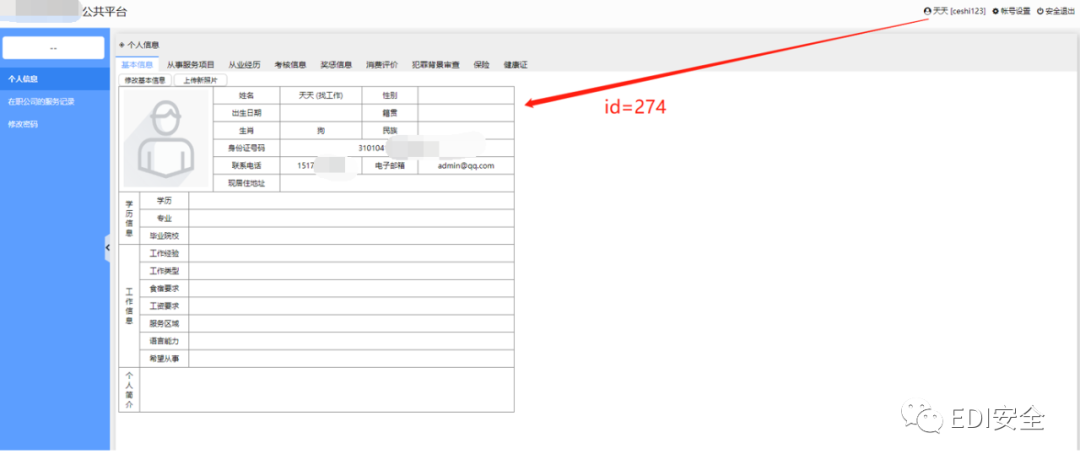 公共平台
天天 [ceshi123] 帐号设置 安全退出
--
个人信息
在职公司的服务记录
修改密码
个人信息
基本信息 从事服务项目 从业经历 考核信息 奖惩信息 消费评价 犯罪背景审查 保险 健康证
修改基本信息 上传新照片
姓名 天天 (找工作) 性别
出生日期 籍贯
生肖 狗 民族
身份证号码 310104
联系电话 1517 电子邮箱 admin@qq.com
现居住地址
学历信息
学历
专业
毕业院校
工作信息
工作经验
工作类型
食宿要求
工资要求
服务区域
语言能力
希望从事
个人简介
id=274
EDI安全